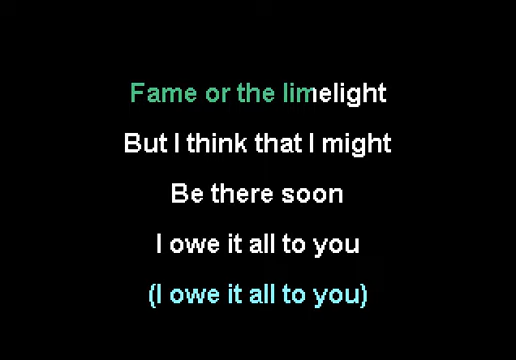 Fame or the limelight
But I think that I might
Be there soon
I owe it all to you
(I owe it all to you)